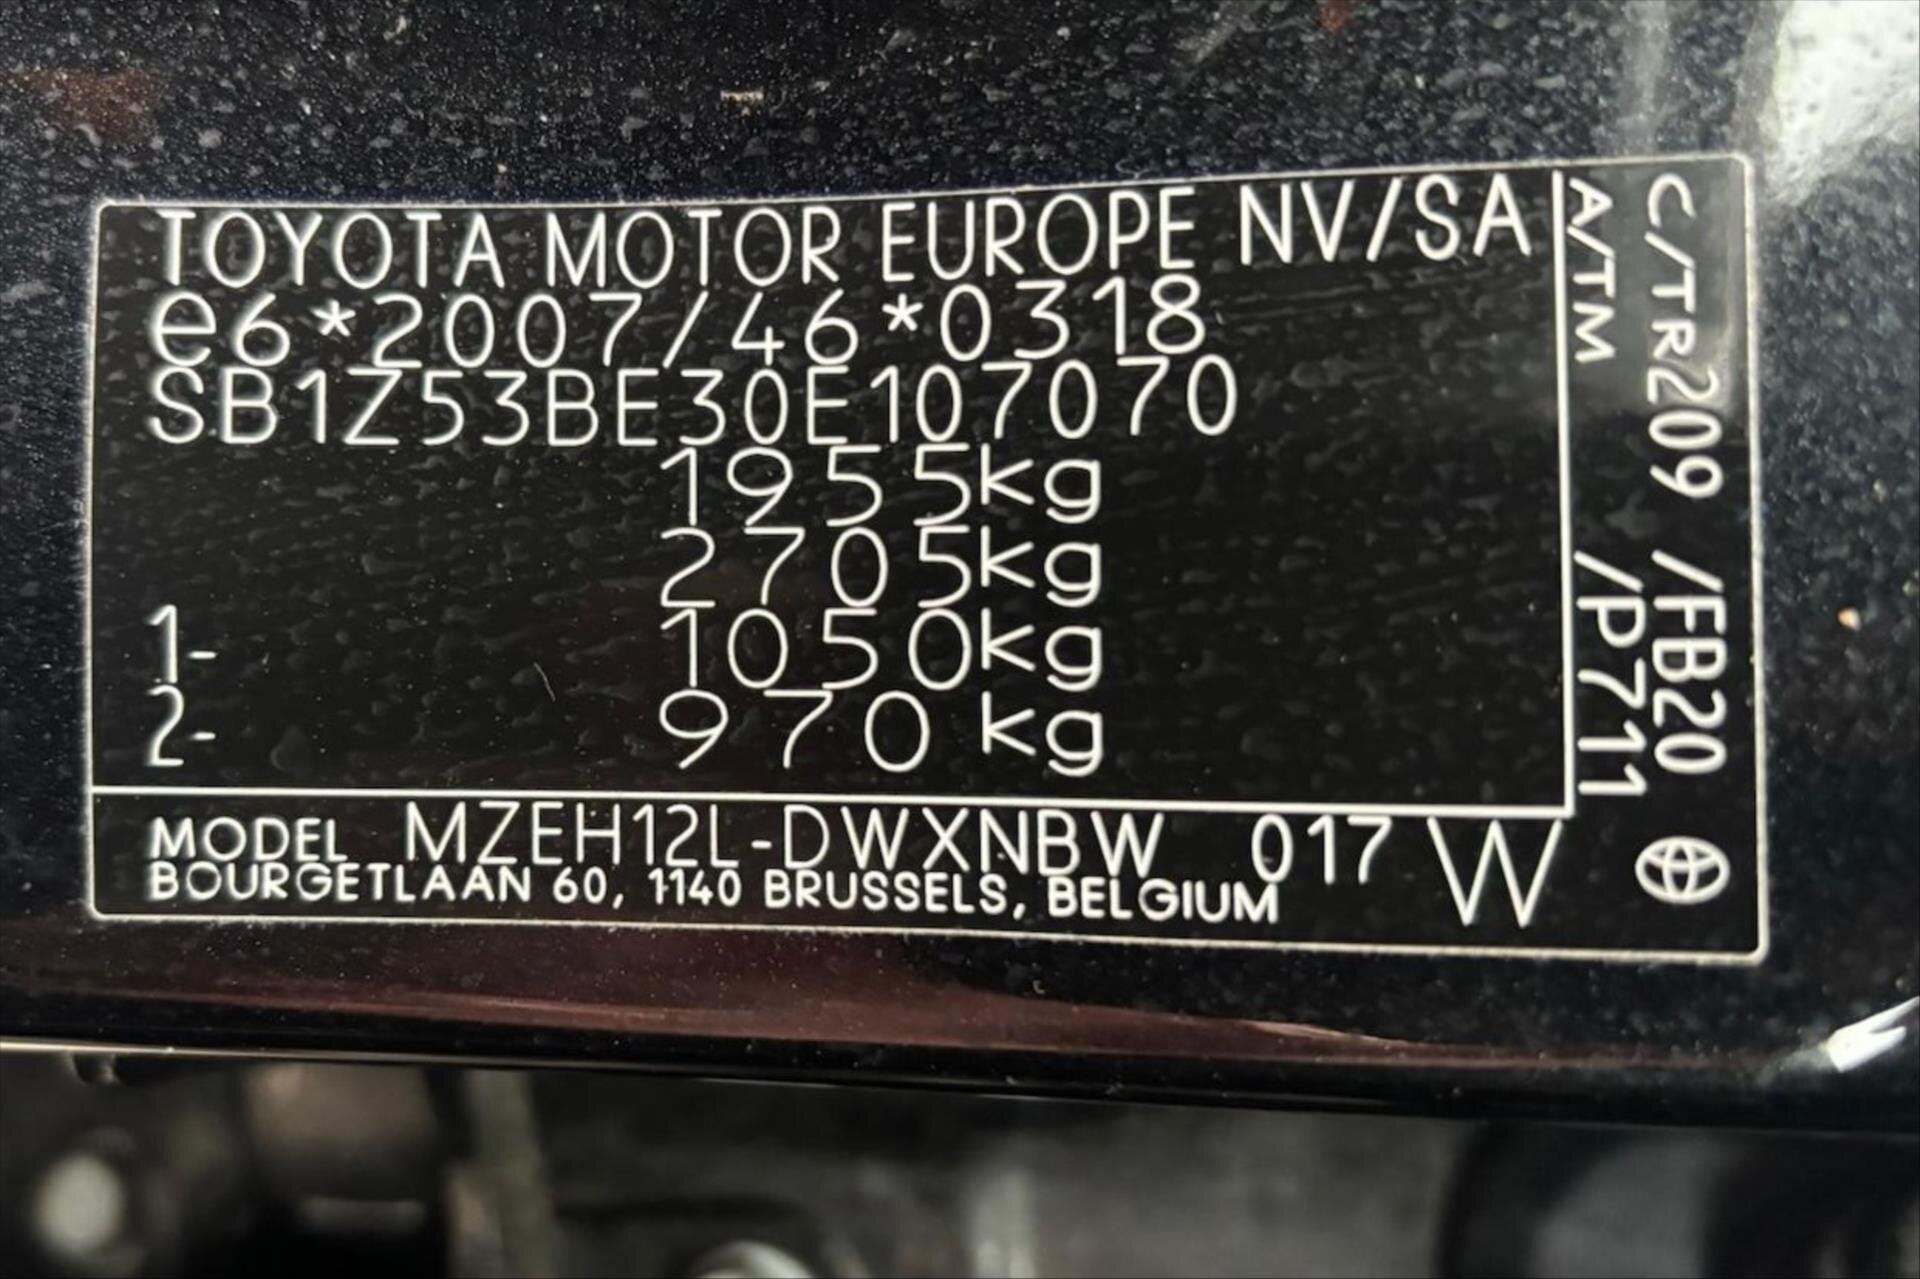 TOYOTA MOTOR EUROPE NV/SA
e6*2007/46*0318
SB1Z53BE30E107070
1955kg
2705kg
1- 1050kg
2- 970 kg
MODEL MZEH12L-DWXNBW 017 W
BOURGETLAAN 60, 1140 BRUSSELS, BELGIUM
C/TR209 /FB20
A/TM /P711